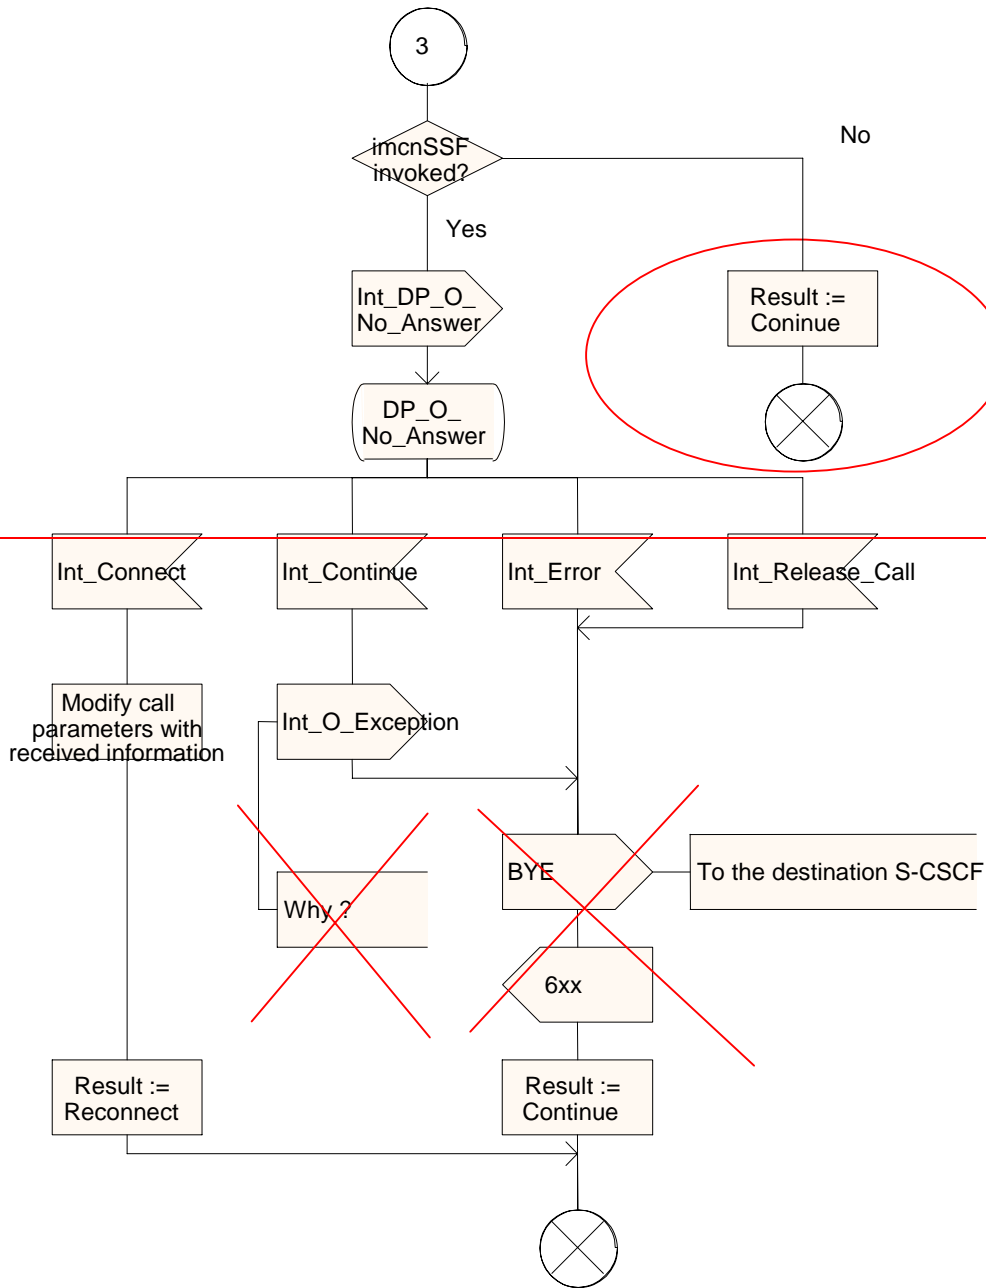 3
imcnSSF
invoked?
No
Yes
Int_DP_O_
No_Answer
Result :=
Coninue
DP_O_
No_Answer
Int_Connect
Int_Continue
Int_Error
Int_Release_Call
Modify call
parameters with
received information
Int_O_Exception
BYE
To the destination S-CSCF
Why ?
6xx
Result :=
Reconnect
Result :=
Continue